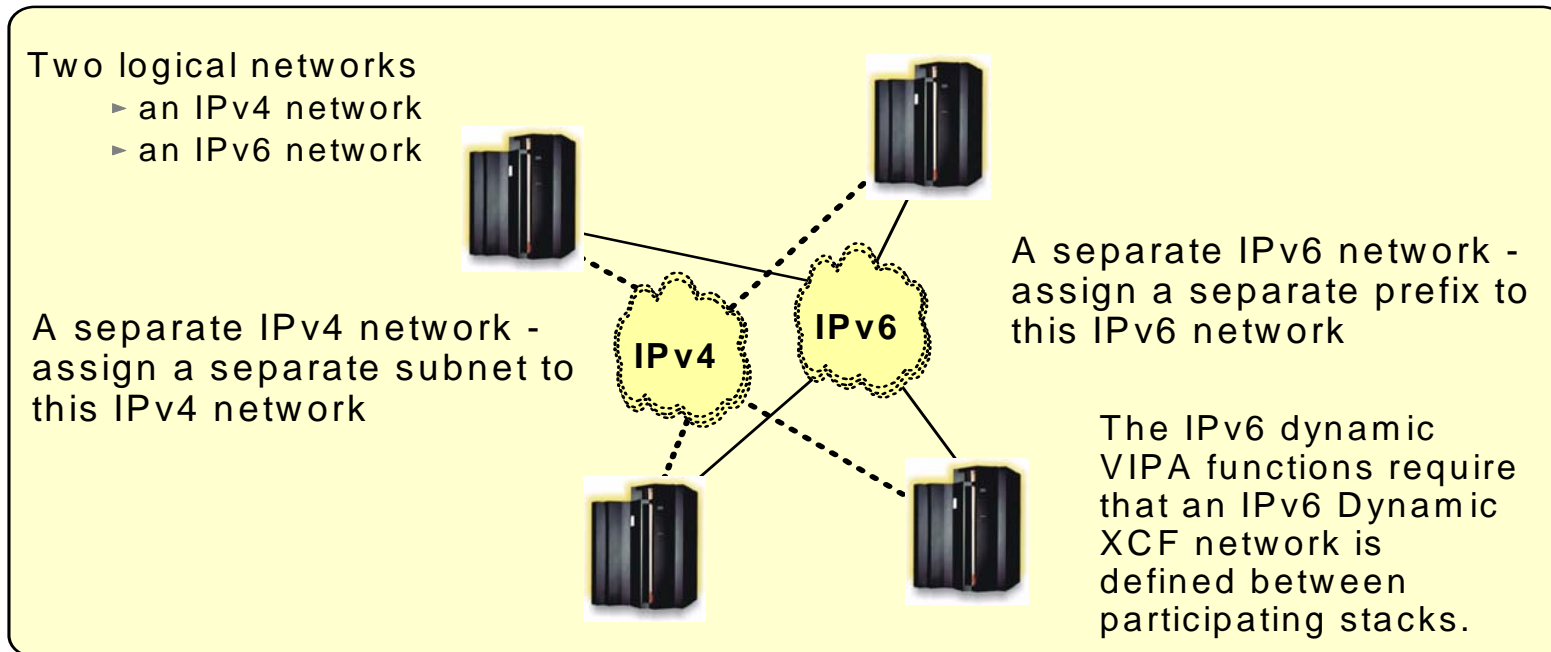 Two logical networks
► an IPv4 network
► an IPv6 network
A separate IPv4 network -
assign a separate subnet to
this IPv4 network
IPv4
IPv6
A separate IPv6 network -
assign a separate prefix to
this IPv6 network
The IPv6 dynamic
VIPA functions require
that an IPv6 Dynamic
XCF network is
defined between
participating stacks.